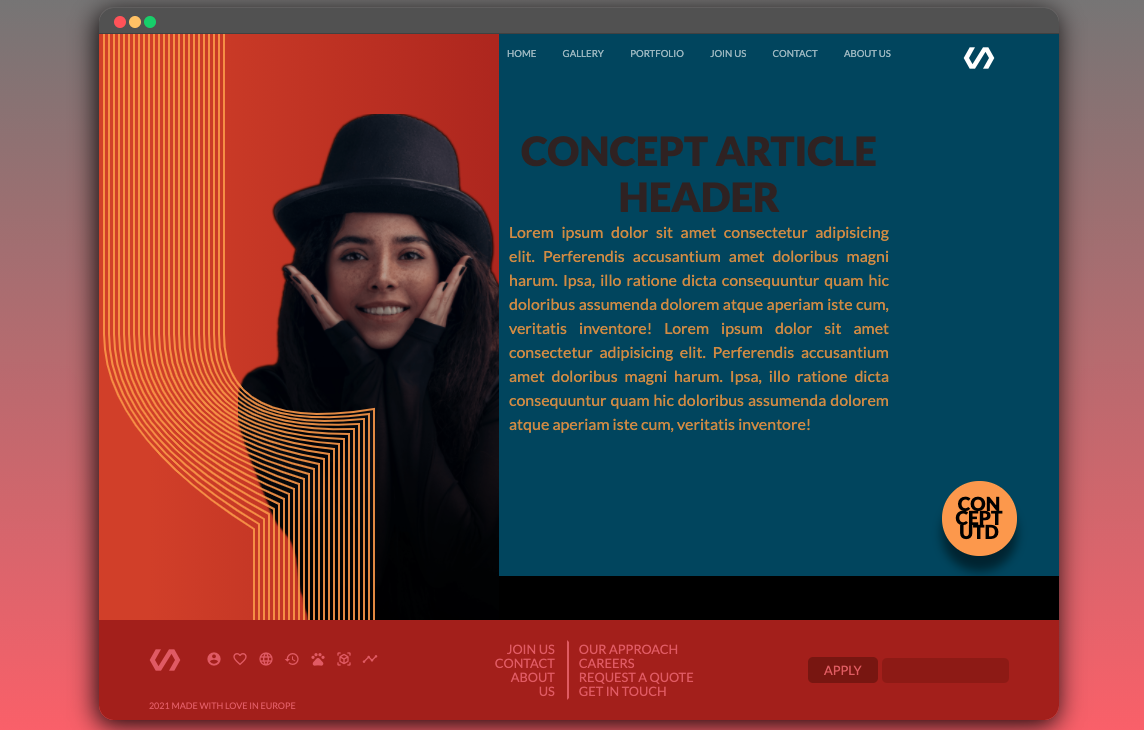 HOME GALLERY PORTFOLIO JOIN US CONTACT ABOUT US
CONCEPT ARTICLE
HEADER
Lorem ipsum dolor sit amet consectetur adipisicing
elit. Perferendis accusantium amet doloribus magni
harum. Ipsa, illo ratione dicta consequuntur quam hic
doloribus assumenda dolorem atque aperiam iste cum,
veritatis inventore! Lorem ipsum dolor sit amet
consectetur adipisicing elit. Perferendis accusantium
amet doloribus magni harum. Ipsa, illo ratione dicta
consequuntur quam hic doloribus assumenda dolorem
atque aperiam iste cum, veritatis inventore!
CON
CEPT
UTD
JOIN US
CONTACT
ABOUT
US
OUR APPROACH
CAREERS
REQUEST A QUOTE
GET IN TOUCH
APPLY
2021 MADE WITH LOVE IN EUROPE